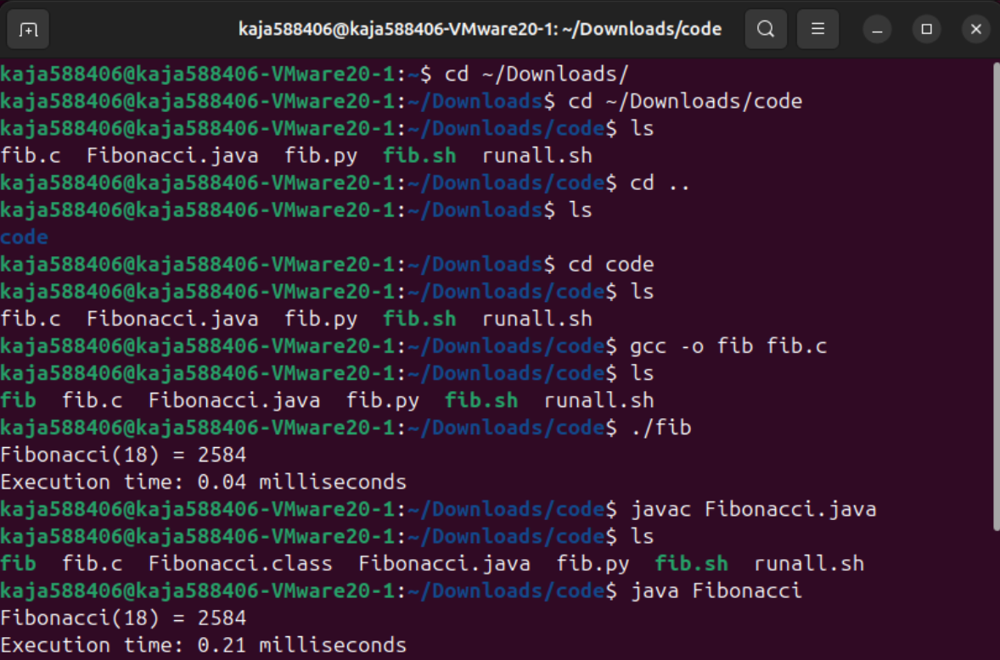 kaja588406@kaja588406-VMware20-1: ~/Downloads/code
kaja588406@kaja588406-VMware20-1:~$ cd ~/Downloads/
kaja588406@kaja588406-VMware20-1:~/Downloads$ cd ~/Downloads/code
kaja588406@kaja588406-VMware20-1:~/Downloads/code$ ls
fib.c  Fibonacci.java  fib.py  fib.sh  runall.sh
kaja588406@kaja588406-VMware20-1:~/Downloads/code$ cd ..
kaja588406@kaja588406-VMware20-1:~/Downloads$ ls
code
kaja588406@kaja588406-VMware20-1:~/Downloads$ cd code
kaja588406@kaja588406-VMware20-1:~/Downloads/code$ ls
fib.c  Fibonacci.java  fib.py  fib.sh  runall.sh
kaja588406@kaja588406-VMware20-1:~/Downloads/code$ gcc -o fib fib.c
kaja588406@kaja588406-VMware20-1:~/Downloads/code$ ls
fib  fib.c  Fibonacci.java  fib.py  fib.sh  runall.sh
kaja588406@kaja588406-VMware20-1:~/Downloads/code$ ./fib
Fibonacci(18) = 2584
Execution time: 0.04 milliseconds
kaja588406@kaja588406-VMware20-1:~/Downloads/code$ javac Fibonacci.java
kaja588406@kaja588406-VMware20-1:~/Downloads/code$ ls
fib  fib.c  Fibonacci.class  Fibonacci.java  fib.py  fib.sh  runall.sh
kaja588406@kaja588406-VMware20-1:~/Downloads/code$ java Fibonacci
Fibonacci(18) = 2584
Execution time: 0.21 milliseconds